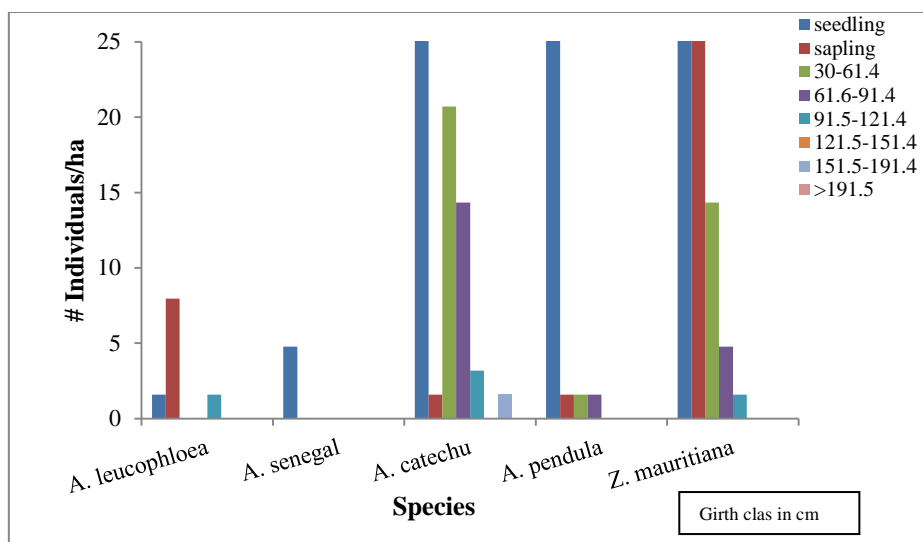 seedling
sapling
30-61.4
61.6-91.4
91.5-121.4
121.5-151.4
151.5-191.4
>191.5
25
20
15
10
5
0
# Individuals/ha
A. leucophloea
A. senegal
A. catechu
A. pendula
Z. mauritiana
Species
Girth clas in cm